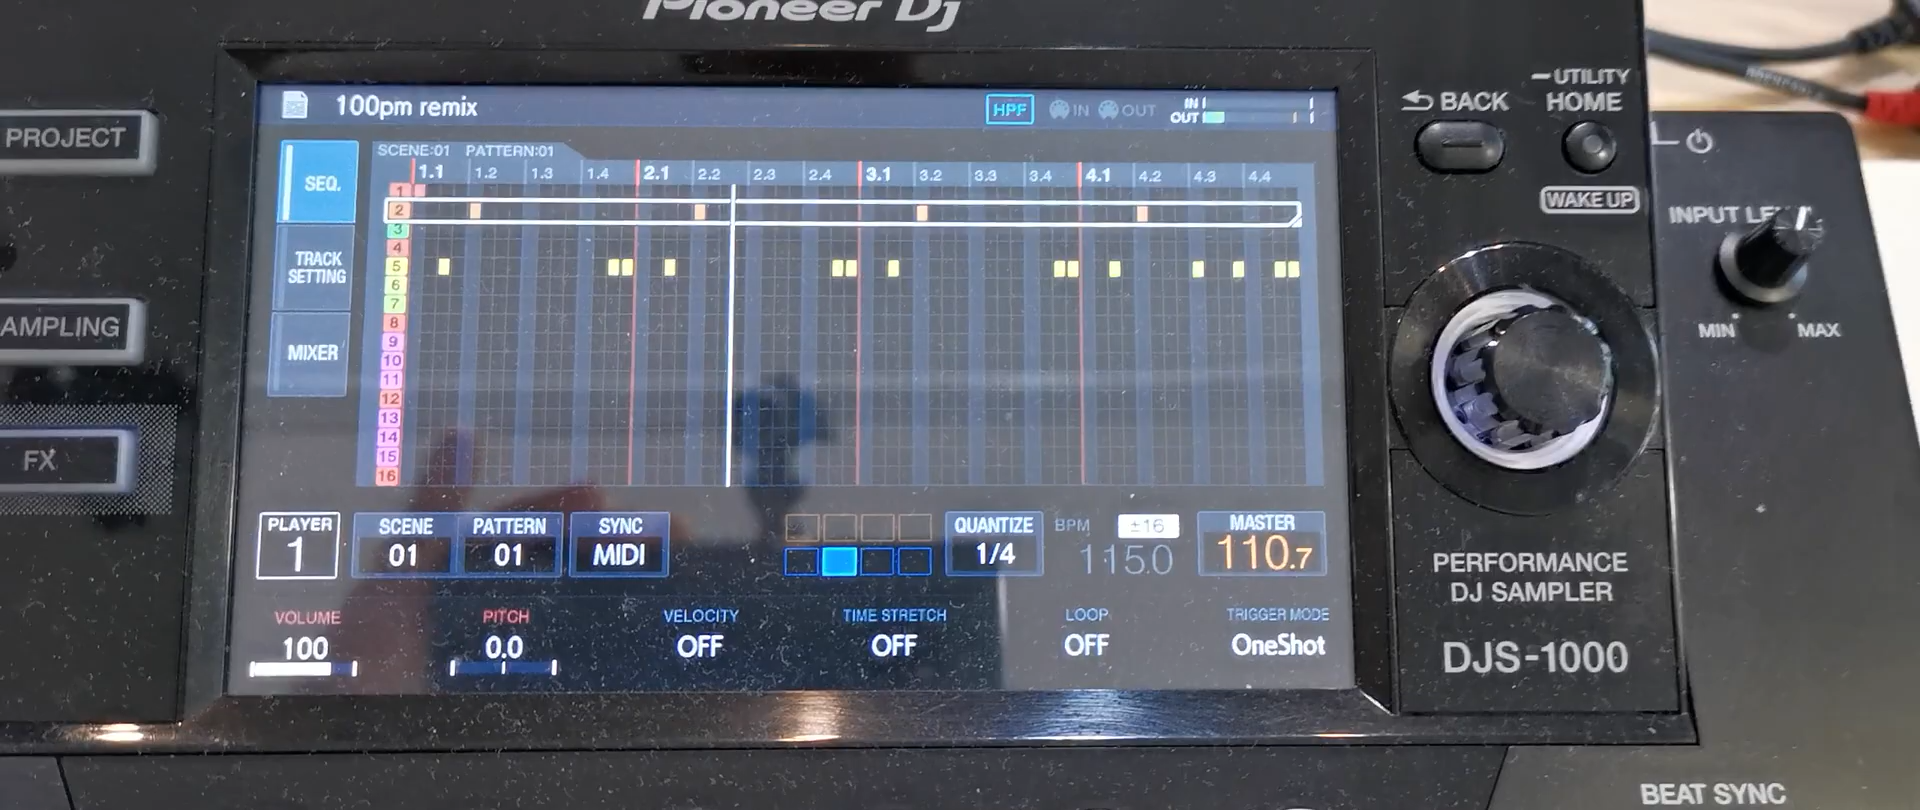 Pioneer Dj
PROJECT
AMPLING
FX
100pm remix
HPF
IN
OUT
IN
OUT
SEQ.
TRACK
SETTING
MIXER
SCENE:01 PATTERN:01
1.1 1.2 1.3 1.4 2.1 2.2 2.3 2.4 3.1 3.2 3.3 3.4 4.1 4.2 4.3 4.4
1
2
3
4
5
6
7
8
9
10
11
12
13
14
15
16
PLAYER
1
SCENE
01
PATTERN
01
SYNC
MIDI
QUANTIZE
1/4
BPM
±16
115.0
MASTER
110.7
VOLUME
100
PITCH
0.0
VELOCITY
OFF
TIME STRETCH
OFF
LOOP
OFF
TRIGGER MODE
OneShot
BACK
UTILITY
HOME
WAKE UP
INPUT LE
MIN
MAX
PERFORMANCE
DJ SAMPLER
DJS-1000
BEAT SYNC